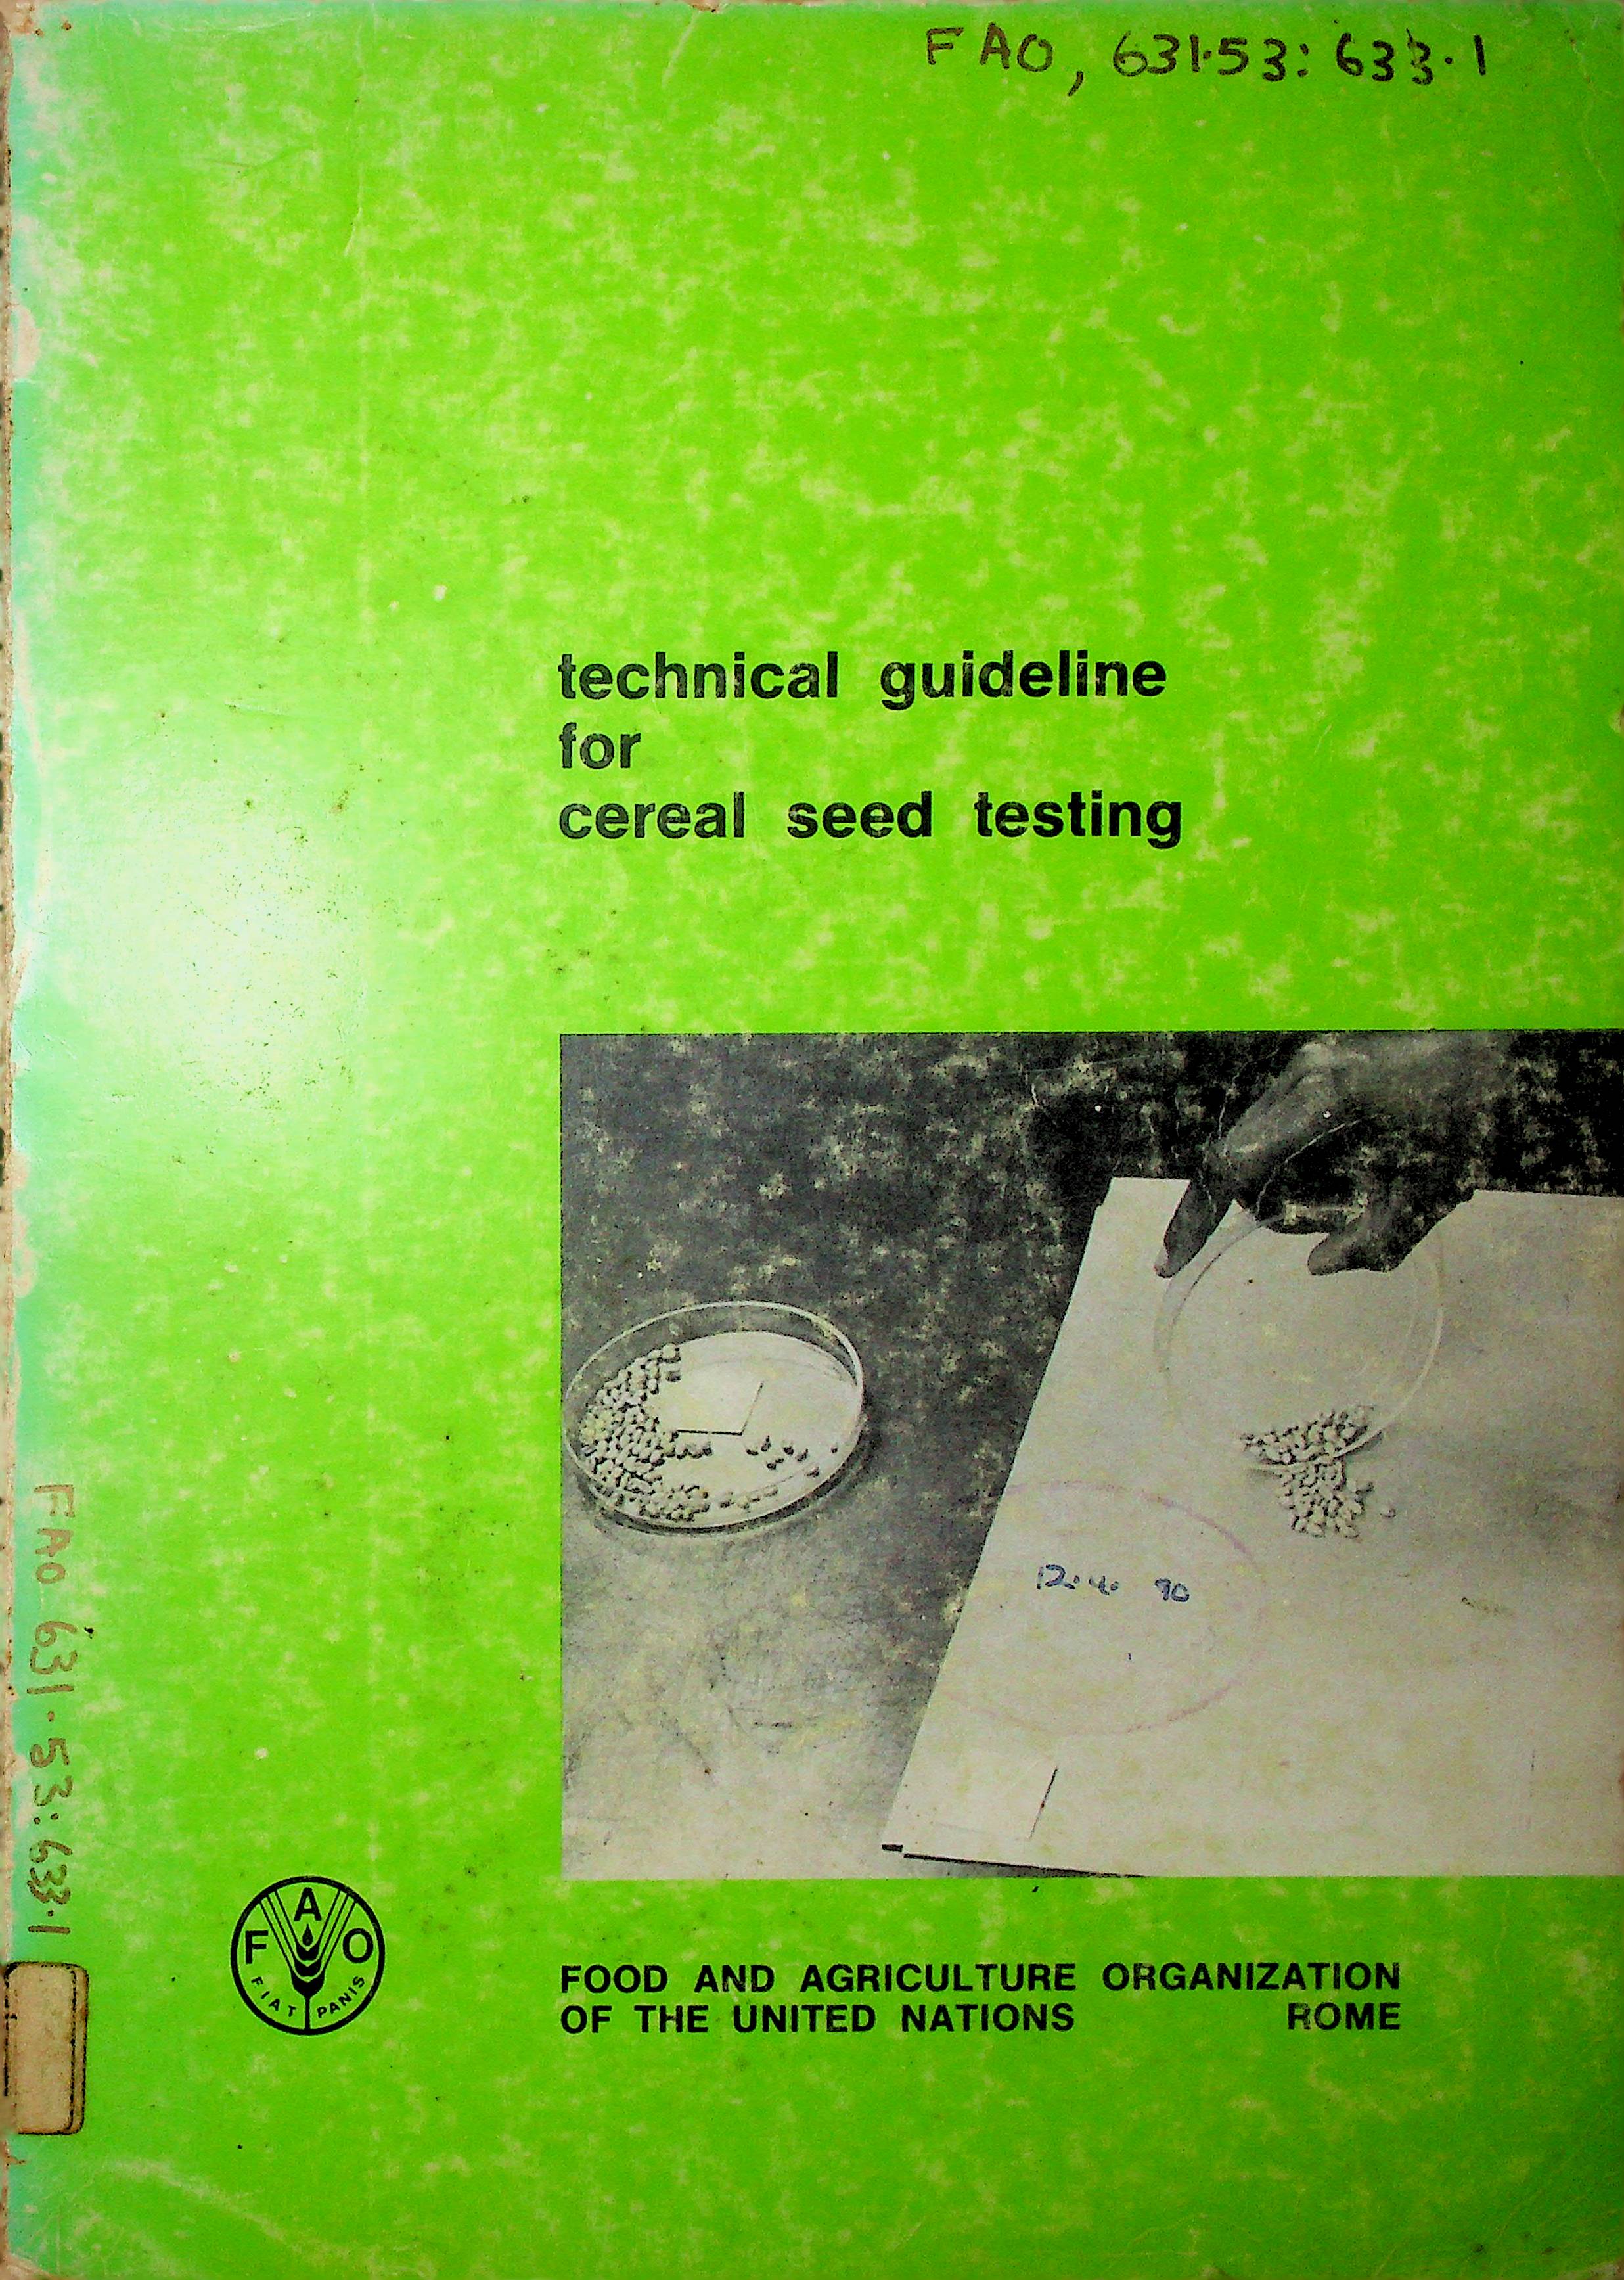 FAO, 631.53:633.1
technical guideline
for
cereal seed testing
12.4.90
FAO 631.53:633.1
FAO
FIAT PANIS
FOOD AND AGRICULTURE ORGANIZATION
OF THE UNITED NATIONS ROME